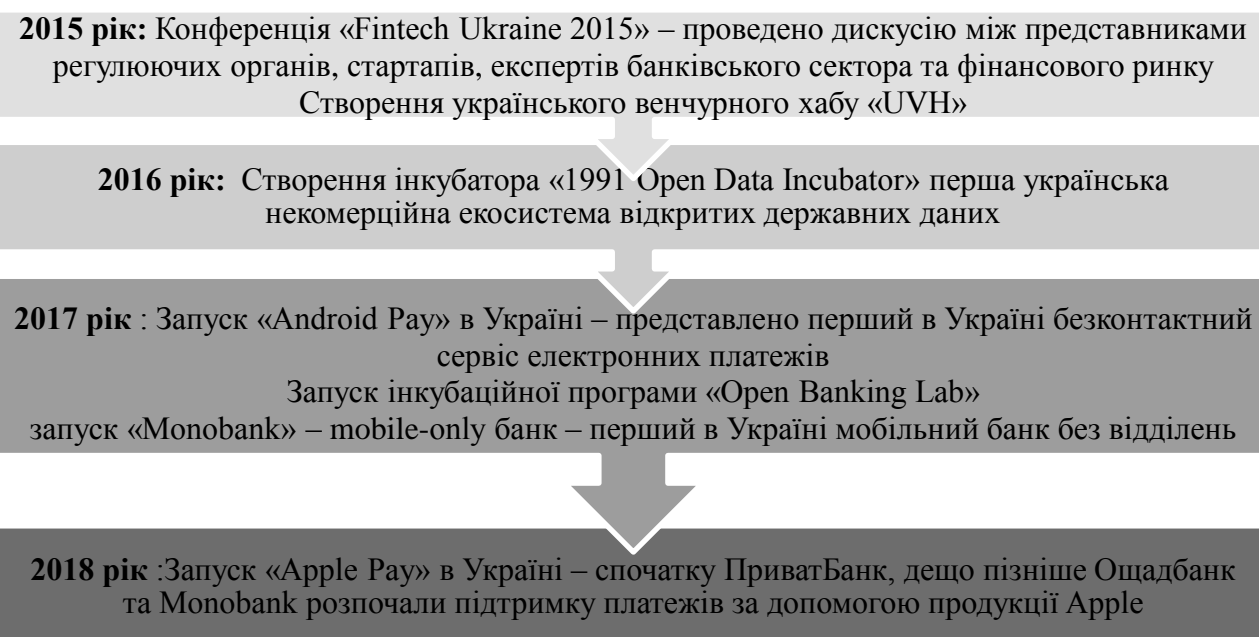 2015 рік: Конференція «Fintech Ukraine 2015» – проведено дискусію між представниками
регулюючих органів, стартапів, експертів банківського сектора та фінансового ринку
Створення українського венчурного хабу «UVH»
2016 рік: Створення інкубатора «1991 Open Data Incubator» перша українська
некомерційна екосистема відкритих державних даних
2017 рік : Запуск «Android Pay» в Україні – представлено перший в Україні безконтактний
сервіс електронних платежів
Запуск інкубаційної програми «Open Banking Lab»
запуск «Monobank» – mobile-only банк – перший в Україні мобільний банк без відділень
2018 рік :Запуск «Apple Pay» в Україні – спочатку ПриватБанк, дещо пізніше Ощадбанк
та Monobank розпочали підтримку платежів за допомогою продукції Apple